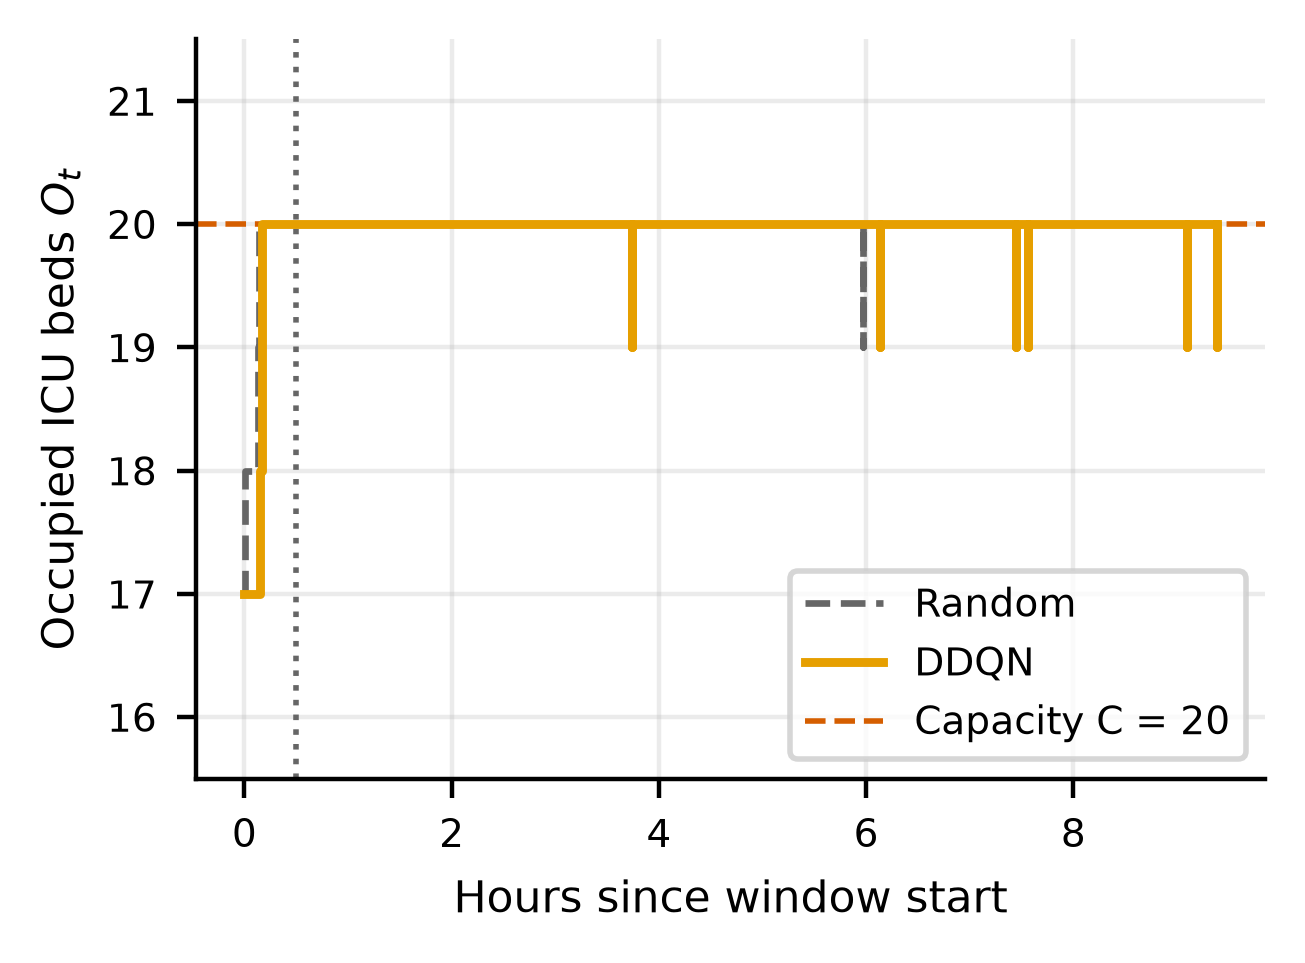 21
20
19
18
17
16
Occupied ICU beds O_t
0 2 4 6 8
Hours since window start
Random
DDQN
Capacity C = 20